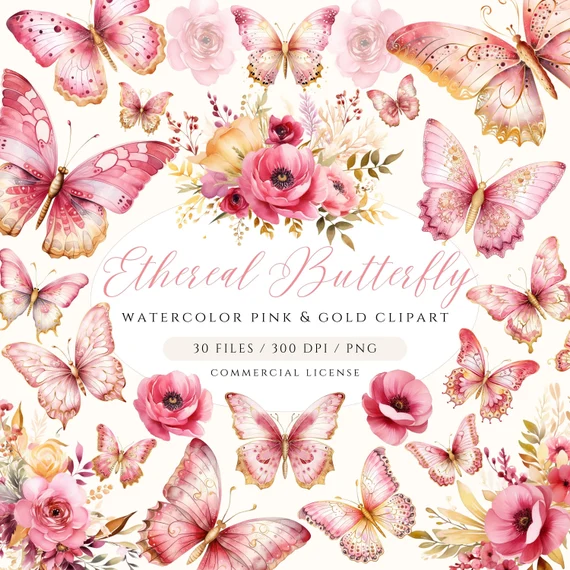 Ethereal Butterfly
WATERCOLOR PINK & GOLD CLIPART
30 FILES / 300 DPI / PNG
COMMERCIAL LICENSE